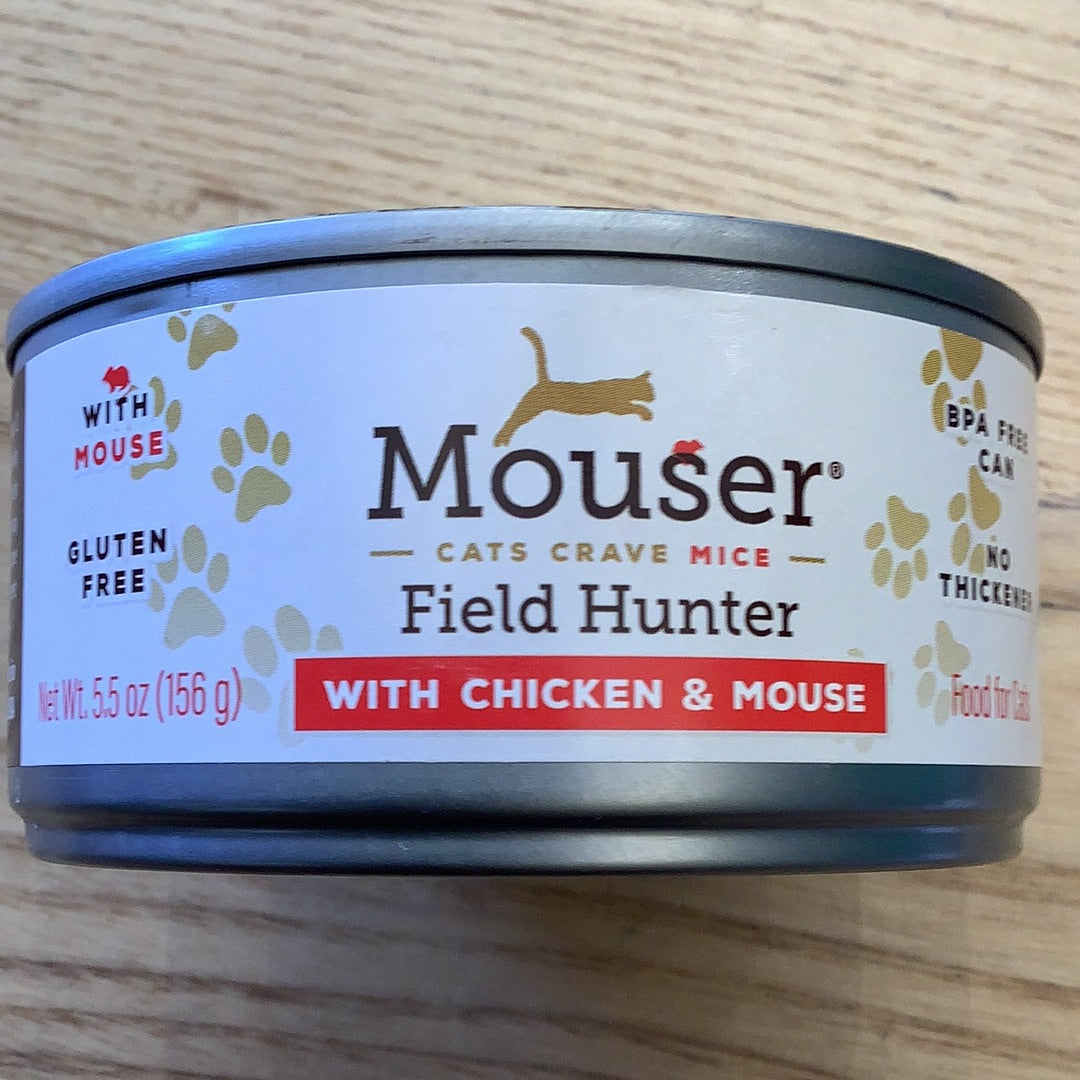 WITH
MOUSE
GLUTEN
FREE
Net Wt. 5.5 oz (156 g)
Mouser®
CATS CRAVE MICE
Field Hunter
WITH CHICKEN & MOUSE
BPA FREE
CAN
NO
THICKENER
Food for Cats